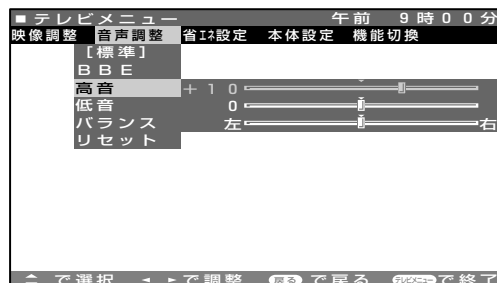 ■テレビメニュー 午前 9時00分
映像調整 音声調整 省エネ設定 本体設定 機能切換
[標準]
BBE
高音 +10
低音 0
バランス 左 右
リセット
で選択 で調整 戻る で戻る で終了